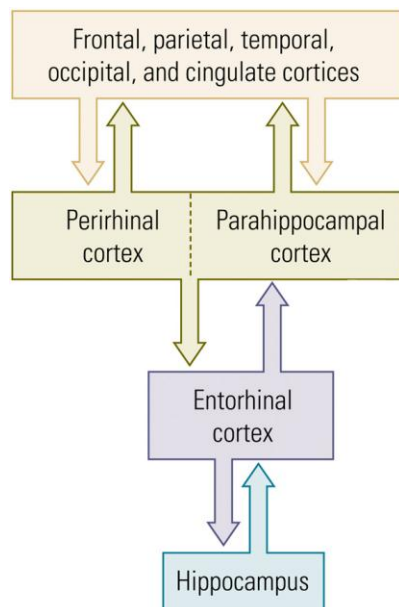 Frontal, parietal, temporal,
occipital, and cingulate cortices
Perirhinal
cortex
Parahippocampal
cortex
Entorhinal
cortex
Hippocampus